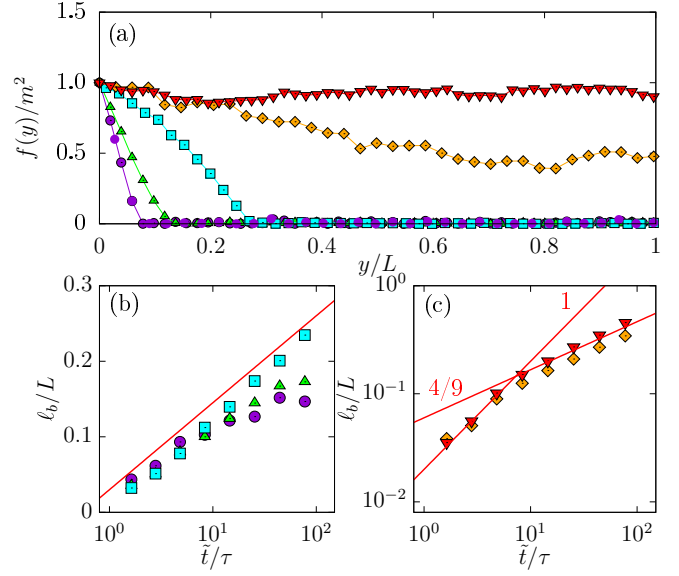 (a)
1.5
1.0
0.5
0
f(y)/m²
0 0.2 0.4 0.6 0.8 1
y/L
(b)
0.3
0.2
0.1
0
ℓ_b/L
10⁰ 10¹ 10²
t̃/τ
(c)
1
4/9
10⁰
10⁻¹
10⁻²
ℓ_b/L
10⁰ 10¹ 10²
t̃/τ